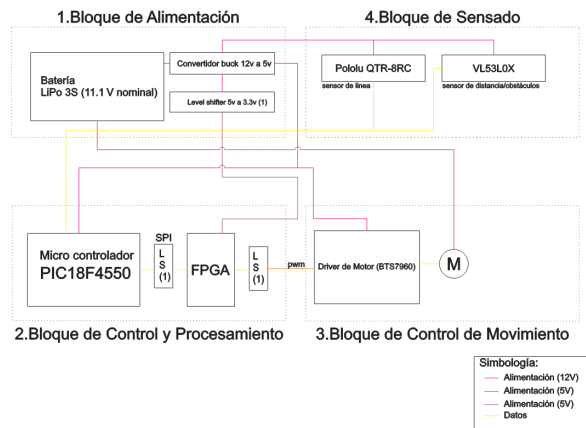 1.Bloque de Alimentación
4.Bloque de Sensado
Batería
LiPo 3S (11.1 V nominal)
Convertidor buck 12v a 5v
Level shifter 5v a 3.3v (1)
Pololu QTR-8RC
sensor de linea
VL53L0X
sensor de distancia/obstáculos
Micro controlador
PIC18F4550
SPI
L
S
(1)
FPGA
L
S
(1)
pwm
Driver de Motor (BTS7960)
M
2.Bloque de Control y Procesamiento
3.Bloque de Control de Movimiento
Simbología:
Alimentación (12V)
Alimentación (5V)
Alimentación (5V)
Datos